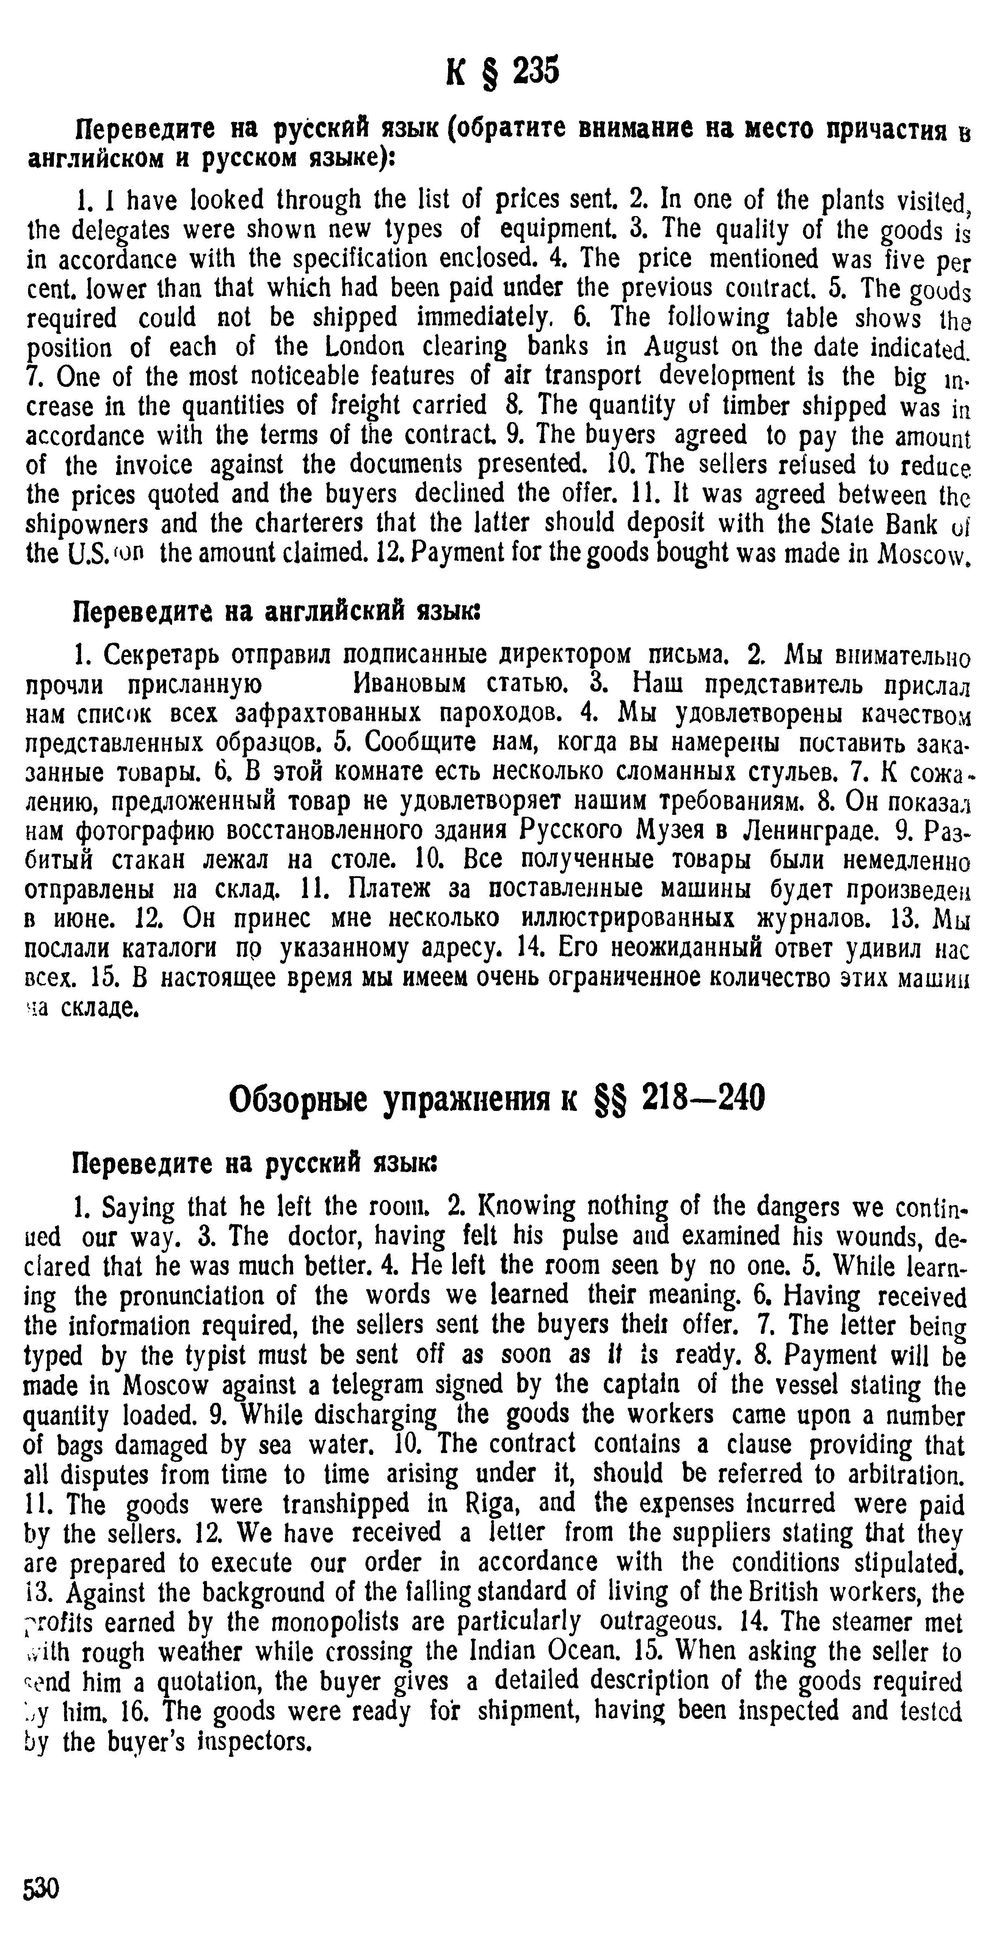 К § 235
Переведите на русский язык (обратите внимание на место причастия в
английском и русском языке):
1. I have looked through the list of prices sent. 2. In one of the plants visited,
the delegates were shown new types of equipment. 3. The quality of the goods is
in accordance with the specification enclosed. 4. The price mentioned was five per
cent. lower than that which had been paid under the previous contract. 5. The goods
required could not be shipped immediately. 6. The following table shows the
position of each of the London clearing banks in August on the date indicated.
7. One of the most noticeable features of air transport development is the big in-
crease in the quantities of freight carried 8. The quantity of timber shipped was in
accordance with the terms of the contract. 9. The buyers agreed to pay the amount
of the invoice against the documents presented. 10. The sellers refused to reduce
the prices quoted and the buyers declined the offer. 11. It was agreed between the
shipowners and the charterers that the latter should deposit with the State Bank of
the U.S. the amount claimed. 12. Payment for the goods bought was made in Moscow.
Переведите на английский язык:
1. Секретарь отправил подписанные директором письма. 2. Мы внимательно
прочли присланную Ивановым статью. 3. Наш представитель прислал
нам список всех зафрахтованных пароходов. 4. Мы удовлетворены качеством
представленных образцов. 5. Сообщите нам, когда вы намерены поставить зака-
занные товары. 6. В этой комнате есть несколько сломанных стульев. 7. К сожа-
лению, предложенный товар не удовлетворяет нашим требованиям. 8. Он показал
нам фотографию восстановленного здания Русского Музея в Ленинграде. 9. Раз-
битый стакан лежал на столе. 10. Все полученные товары были немедленно
отправлены на склад. 11. Платеж за поставленные машины будет произведен
в июне. 12. Он принес мне несколько иллюстрированных журналов. 13. Мы
послали каталоги по указанному адресу. 14. Его неожиданный ответ удивил нас
всех. 15. В настоящее время мы имеем очень ограниченное количество этих машин
на складе.
Обзорные упражнения к §§ 218—240
Переведите на русский язык:
1. Saying that he left the room. 2. Knowing nothing of the dangers we contin-
ued our way. 3. The doctor, having felt his pulse and examined his wounds, de-
clared that he was much better. 4. He left the room seen by no one. 5. While learn-
ing the pronunciation of the words we learned their meaning. 6. Having received
the information required, the sellers sent the buyers their offer. 7. The letter being
typed by the typist must be sent off as soon as it is ready. 8. Payment will be
made in Moscow against a telegram signed by the captain of the vessel stating the
quantity loaded. 9. While discharging the goods the workers came upon a number
of bags damaged by sea water. 10. The contract contains a clause providing that
all disputes from time to time arising under it, should be referred to arbitration.
11. The goods were transhipped in Riga, and the expenses incurred were paid
by the sellers. 12. We have received a letter from the suppliers stating that they
are prepared to execute our order in accordance with the conditions stipulated.
13. Against the background of the falling standard of living of the British workers, the
profits earned by the monopolists are particularly outrageous. 14. The steamer met
with rough weather while crossing the Indian Ocean. 15. When asking the seller to
send him a quotation, the buyer gives a detailed description of the goods required
by him. 16. The goods were ready for shipment, having been inspected and tested
by the buyer's inspectors.
530